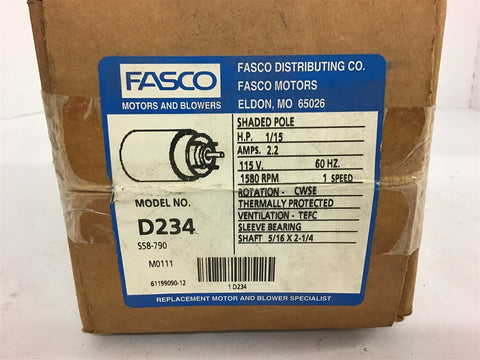 FASCO
MOTORS AND BLOWERS
FASCO DISTRIBUTING CO.
FASCO MOTORS
ELDON, MO 65026
SHADED POLE
H.P. 1/15
AMPS. 2.2
115 V. 60 HZ.
1580 RPM 1 SPEED
ROTATION - CWSE
THERMALLY PROTECTED
VENTILATION - TEFC
SLEEVE BEARING
SHAFT 5/16 X 2-1/4
MODEL NO.
D234
S58-790
M0111
61199090-12
1 D234
REPLACEMENT MOTOR AND BLOWER SPECIALIST